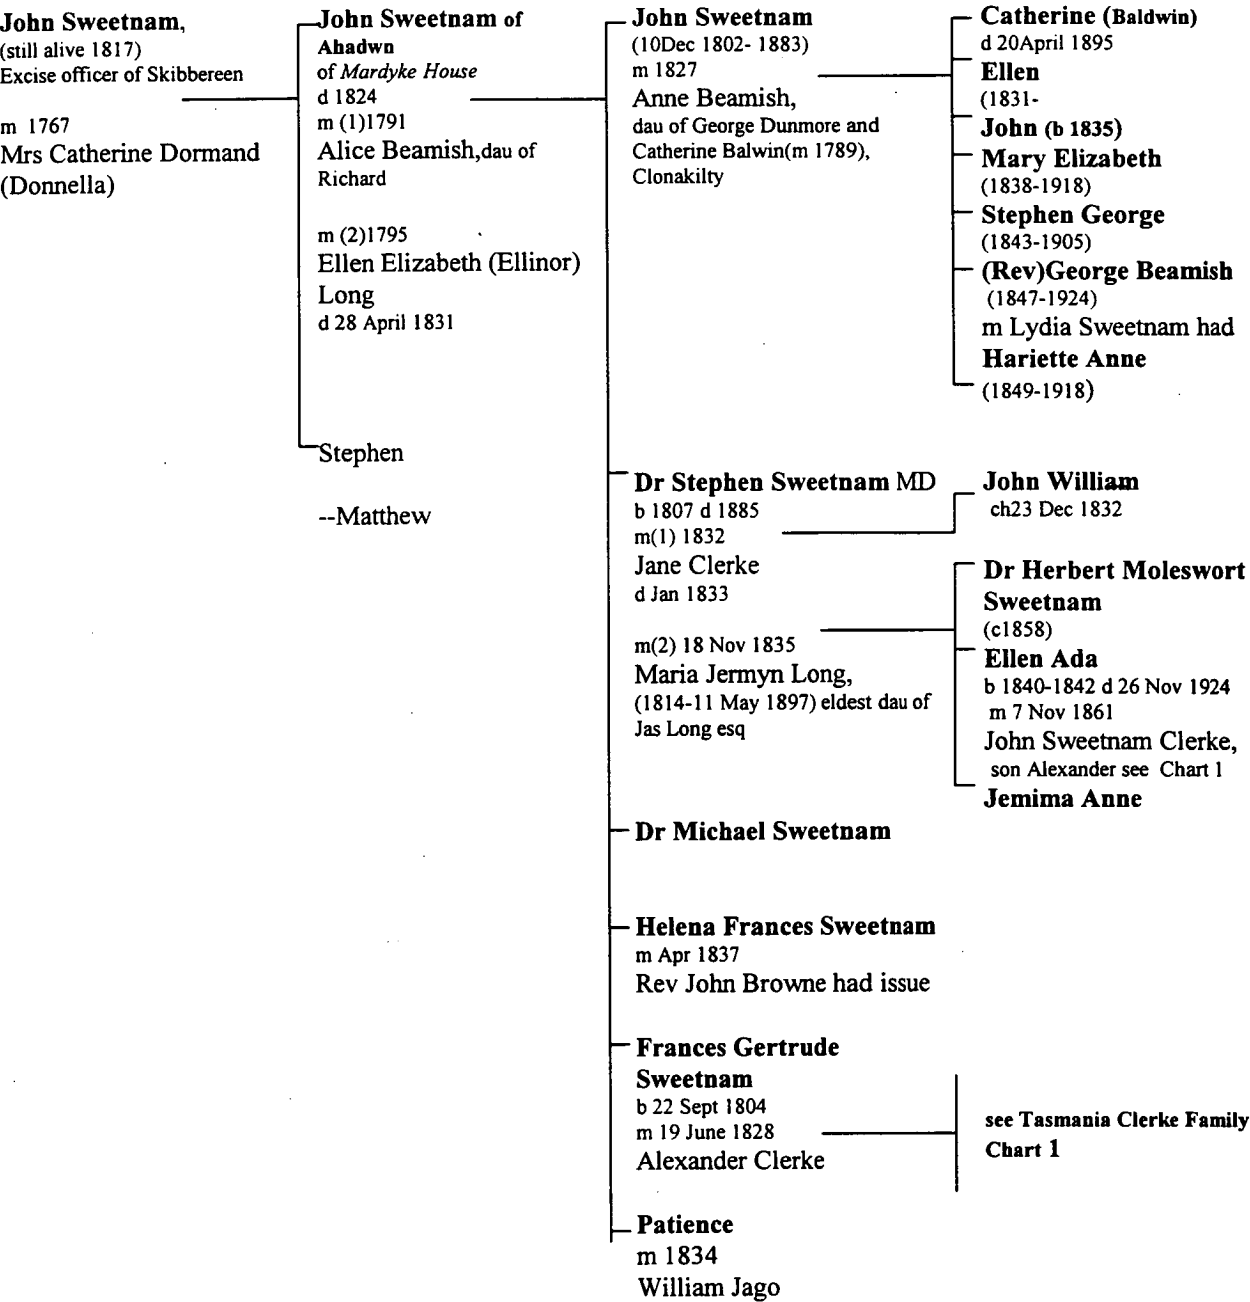 John Sweetnam,
(still alive 1817)
Excise officer of Skibbereen
m 1767
Mrs Catherine Dormand
(Donnella)
John Sweetnam of
Ahadwn
of Mardyke House
d 1824
m (1)1791
Alice Beamish,dau of
Richard
m (2)1795
Ellen Elizabeth (Ellinor)
Long
d 28 April 1831
Stephen
--Matthew
John Sweetnam
(10Dec 1802- 1883)
m 1827
Anne Beamish,
dau of George Dunmore and
Catherine Balwin(m 1789),
Clonakilty
Catherine (Baldwin)
d 20April 1895
Ellen
(1831-
John (b 1835)
Mary Elizabeth
(1838-1918)
Stephen George
(1843-1905)
(Rev)George Beamish
(1847-1924)
m Lydia Sweetnam had
Hariette Anne
(1849-1918)
Dr Stephen Sweetnam MD
b 1807 d 1885
m(1) 1832
Jane Clerke
d Jan 1833
m(2) 18 Nov 1835
Maria Jermyn Long,
(1814-11 May 1897) eldest dau of
Jas Long esq
John William
ch23 Dec 1832
Dr Herbert Moleswort
Sweetnam
(c1858)
Ellen Ada
b 1840-1842 d 26 Nov 1924
m 7 Nov 1861
John Sweetnam Clerke,
son Alexander see Chart 1
Jemima Anne
Dr Michael Sweetnam
Helena Frances Sweetnam
m Apr 1837
Rev John Browne had issue
Frances Gertrude
Sweetnam
b 22 Sept 1804
m 19 June 1828
Alexander Clerke
see Tasmania Clerke Family
Chart 1
Patience
m 1834
William Jago